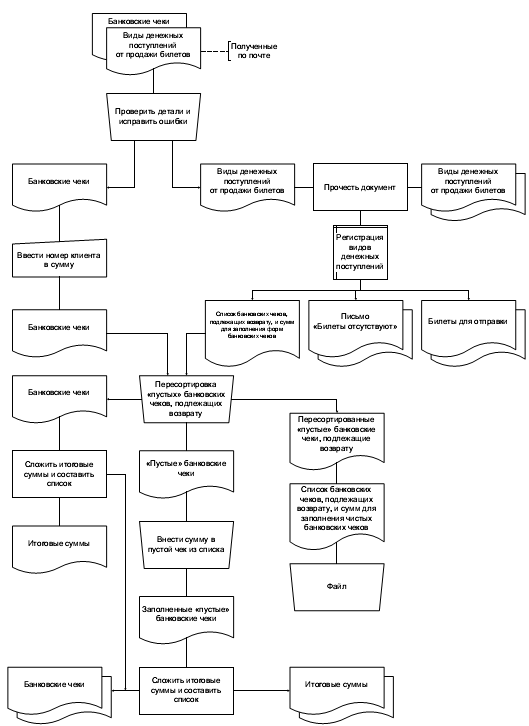 Банковские чеки
Виды денежных
поступлений
от продажи билетов
Полученные
по почте
Проверить детали и
исправить ошибки
Банковские чеки
Виды денежных
поступлений
от продажи билетов
Прочесть документ
Виды денежных
поступлений
от продажи билетов
Регистрация
видов
денежных
поступлений
Ввести номер клиента
в сумму
Банковские чеки
Список банковских чеков,
подлежащих возврату, и сумм
для заполнения форм
банковских чеков
Письмо
«Билеты отсутствуют»
Билеты для отправки
Банковские чеки
Пересортировка
«пустых» банковских
чеков, подлежащих
возврату
Пересортированные
«пустые» банковские
чеки, подлежащие
возврату
Сложить итоговые
суммы и составить
список
«Пустые» банковские
чеки
Список банковских
чеков, подлежащих
возврату, и сумм для
заполнения чистых
банковских чеков
Итоговые суммы
Внести сумму в
пустой чек из списка
Файл
Заполненные «пустые»
банковские чеки
Банковские чеки
Сложить итоговые
суммы и составить
список
Итоговые суммы